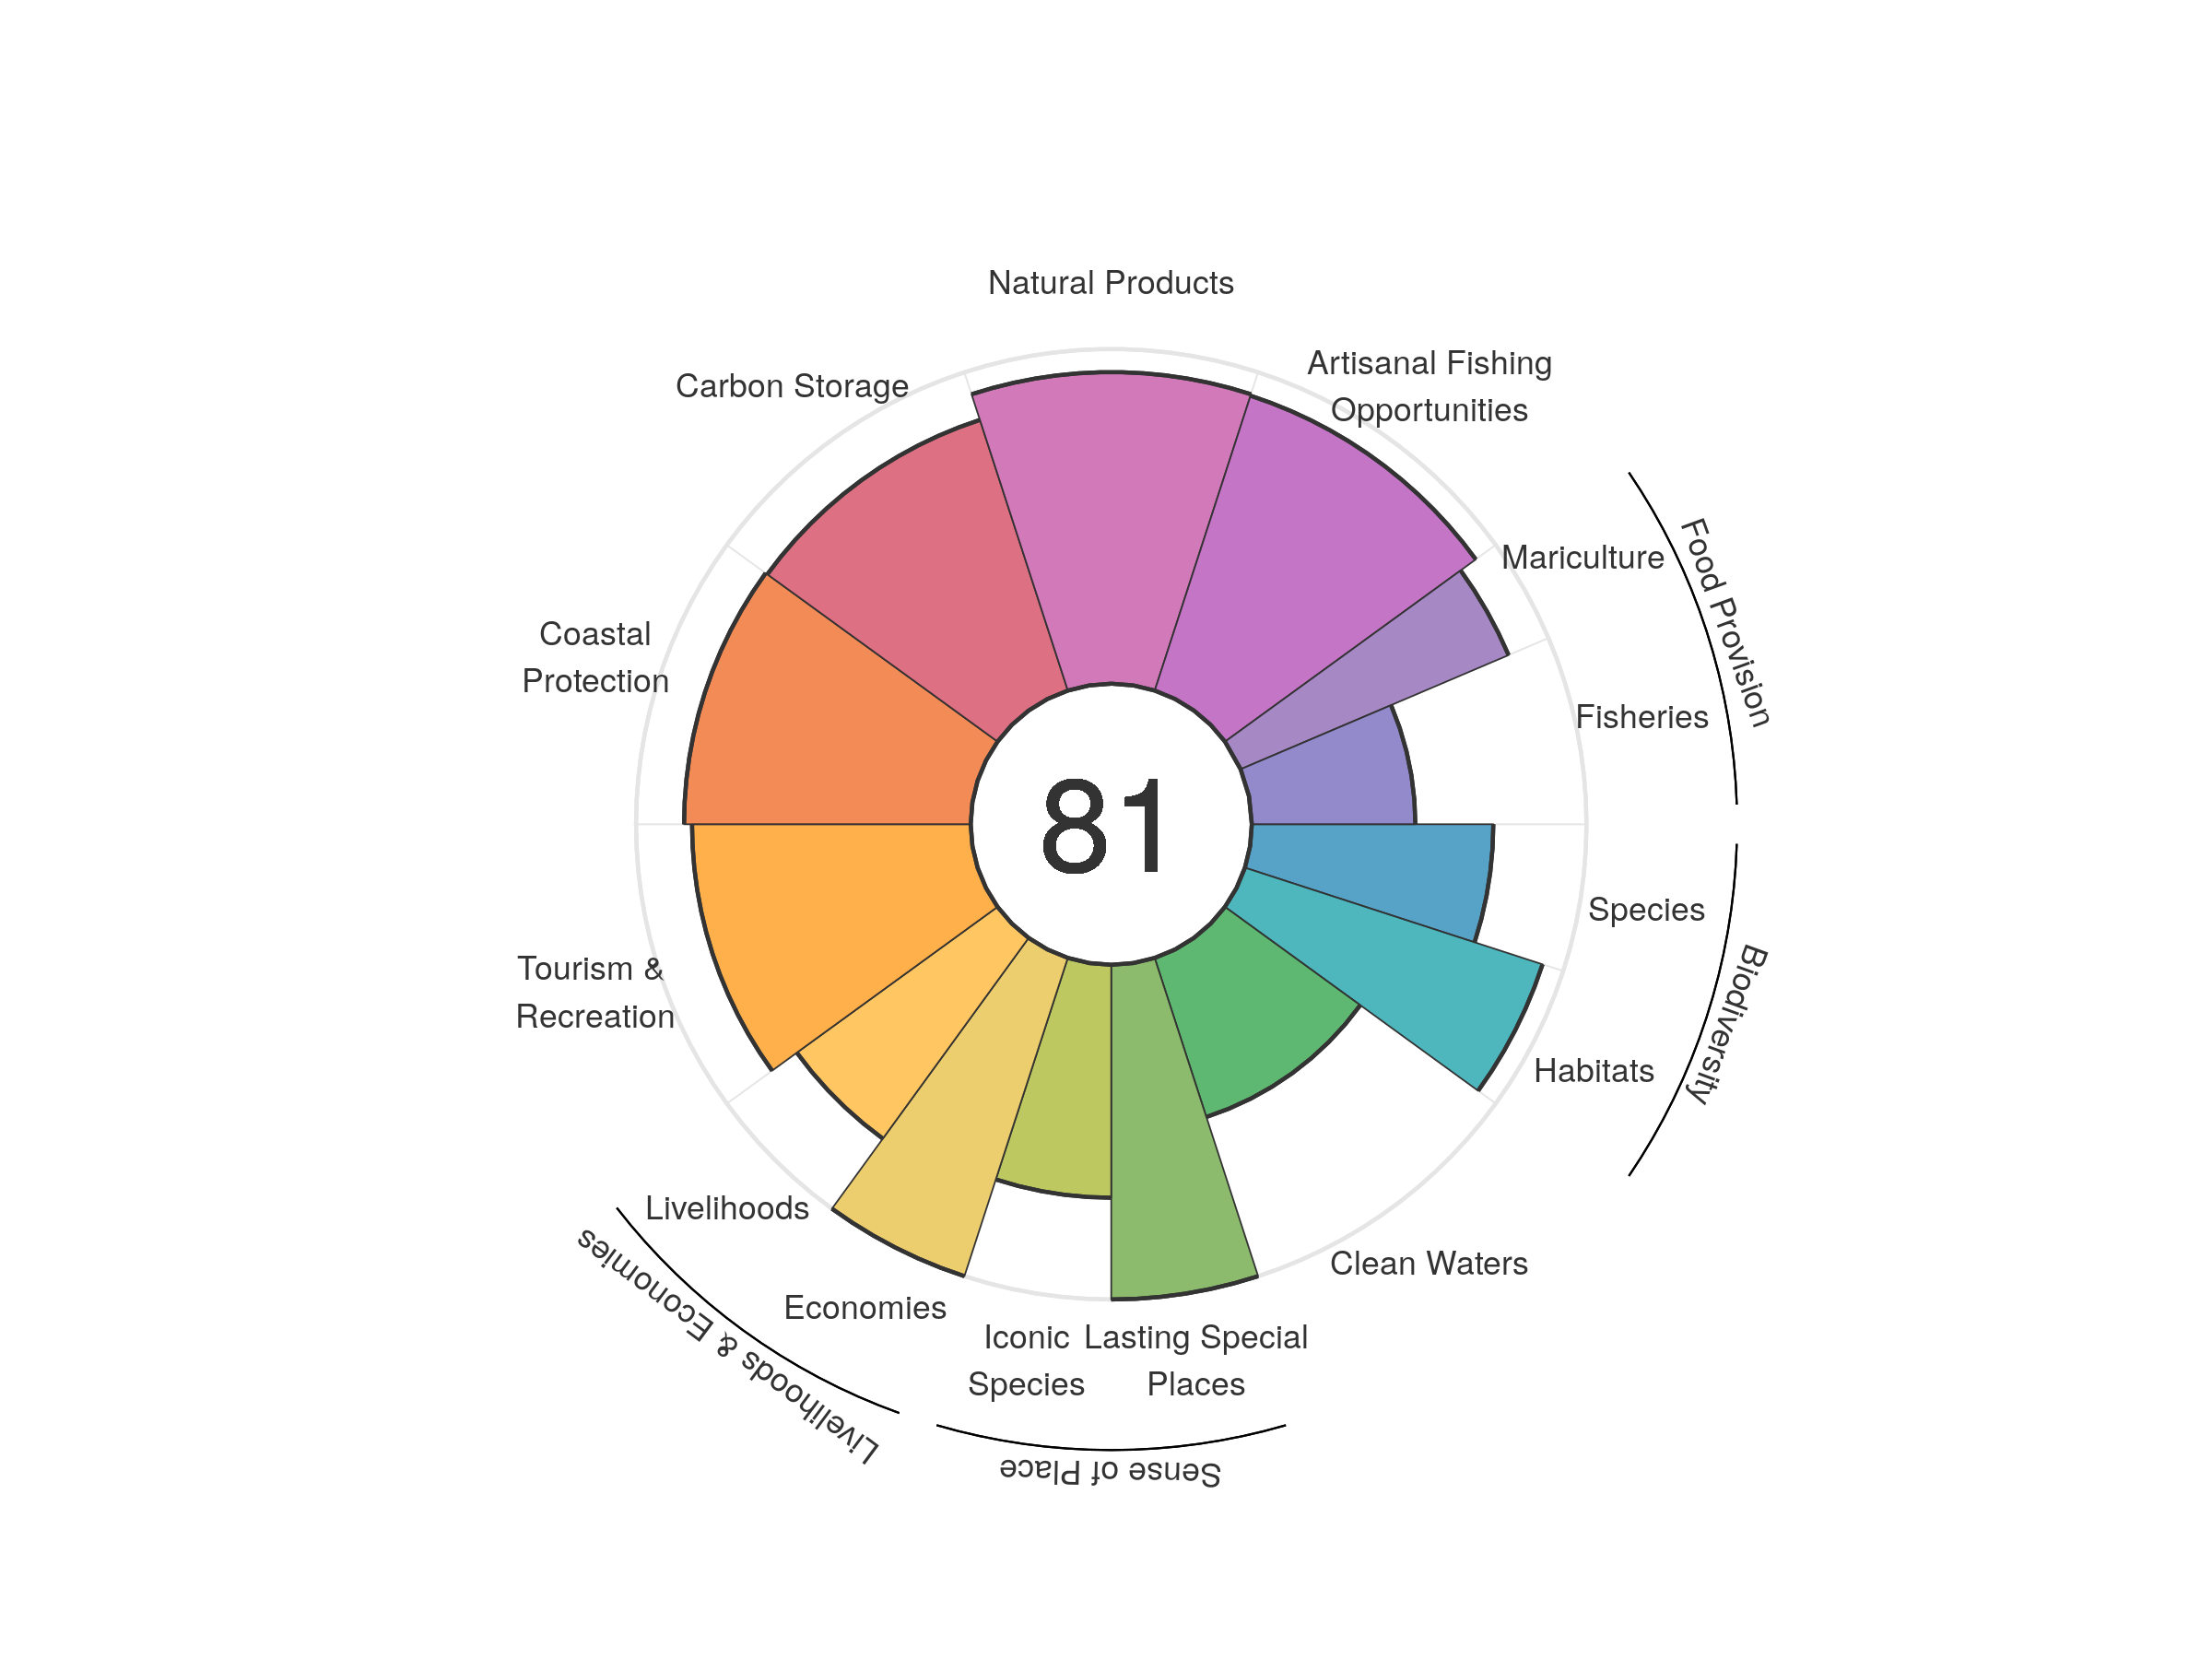 Natural Products
Artisanal Fishing
Opportunities
Carbon Storage
Mariculture
Food Provision
Coastal
Protection
Fisheries
81
Species
Biodiversity
Tourism &
Recreation
Habitats
Livelihoods
Livelihoods & Economies
Clean Waters
Economies
Iconic
Species
Lasting Special
Places
Sense of Place